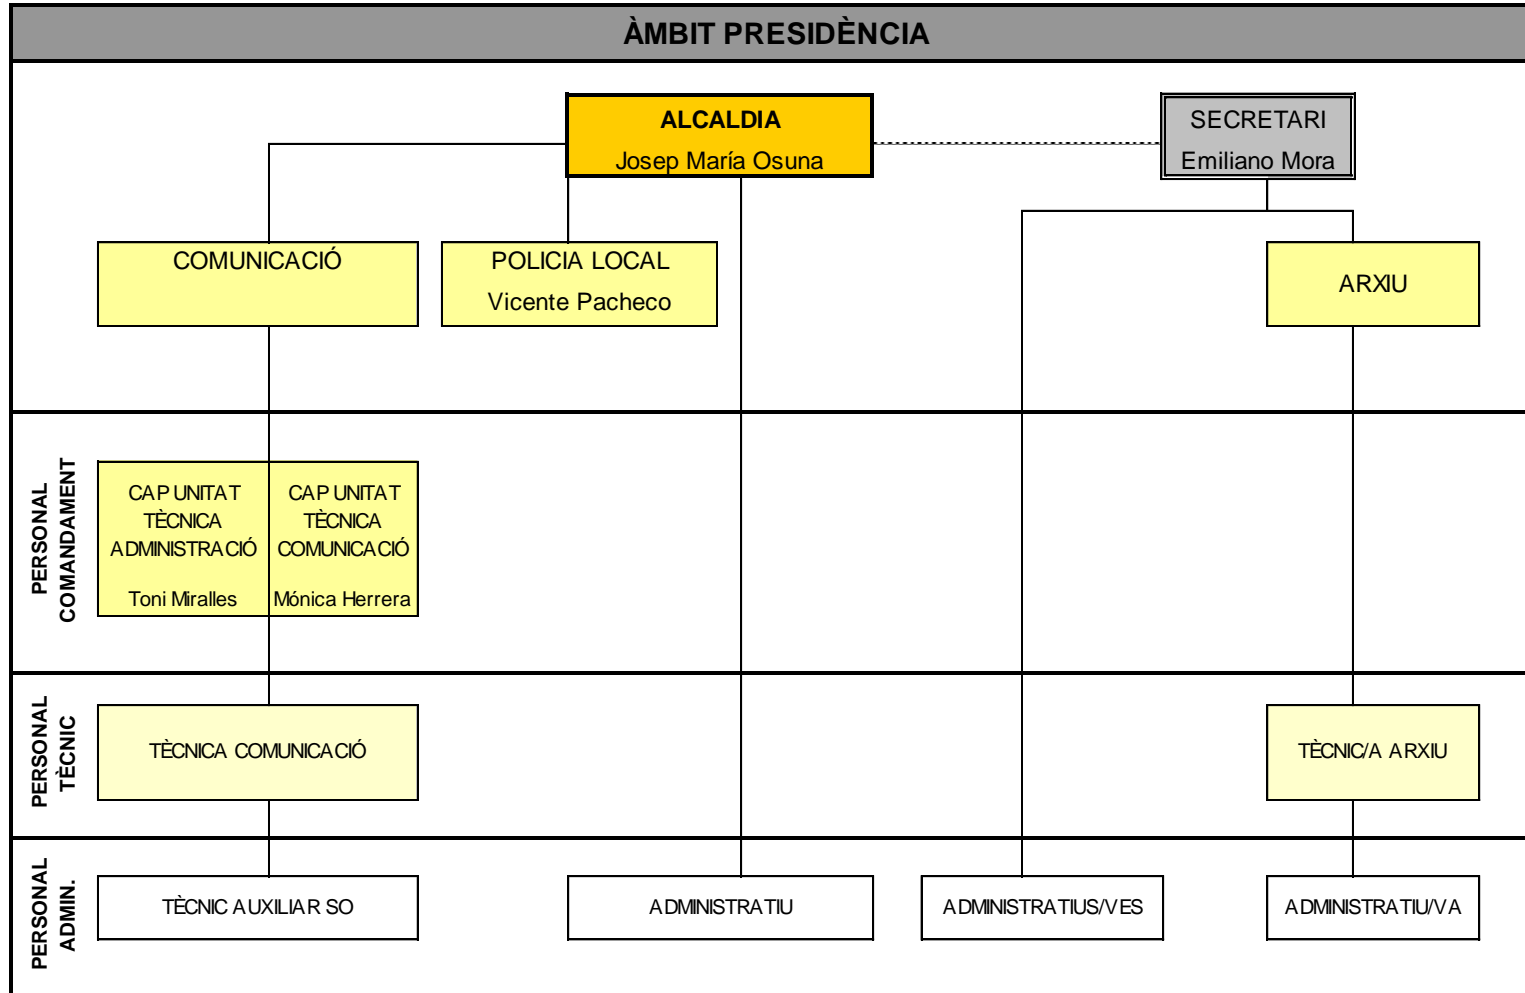 ÀMBIT PRESIDÈNCIA
ALCALDIA
Josep María Osuna
SECRETARI
Emiliano Mora
COMUNICACIÓ
POLICIA LOCAL
Vicente Pacheco
ARXIU
PERSONAL
COMANDAMENT
CAP UNITAT
TÈCNICA
ADMINISTRACIÓ
Toni Miralles
CAP UNITAT
TÈCNICA
COMUNICACIÓ
Mónica Herrera
PERSONAL
TÈCNIC
TÈCNICA COMUNICACIÓ
TÈCNIC/A ARXIU
PERSONAL
ADMIN.
TÈCNIC AUXILIAR SO
ADMINISTRATIU
ADMINISTRATIUS/VES
ADMINISTRATIU/VA